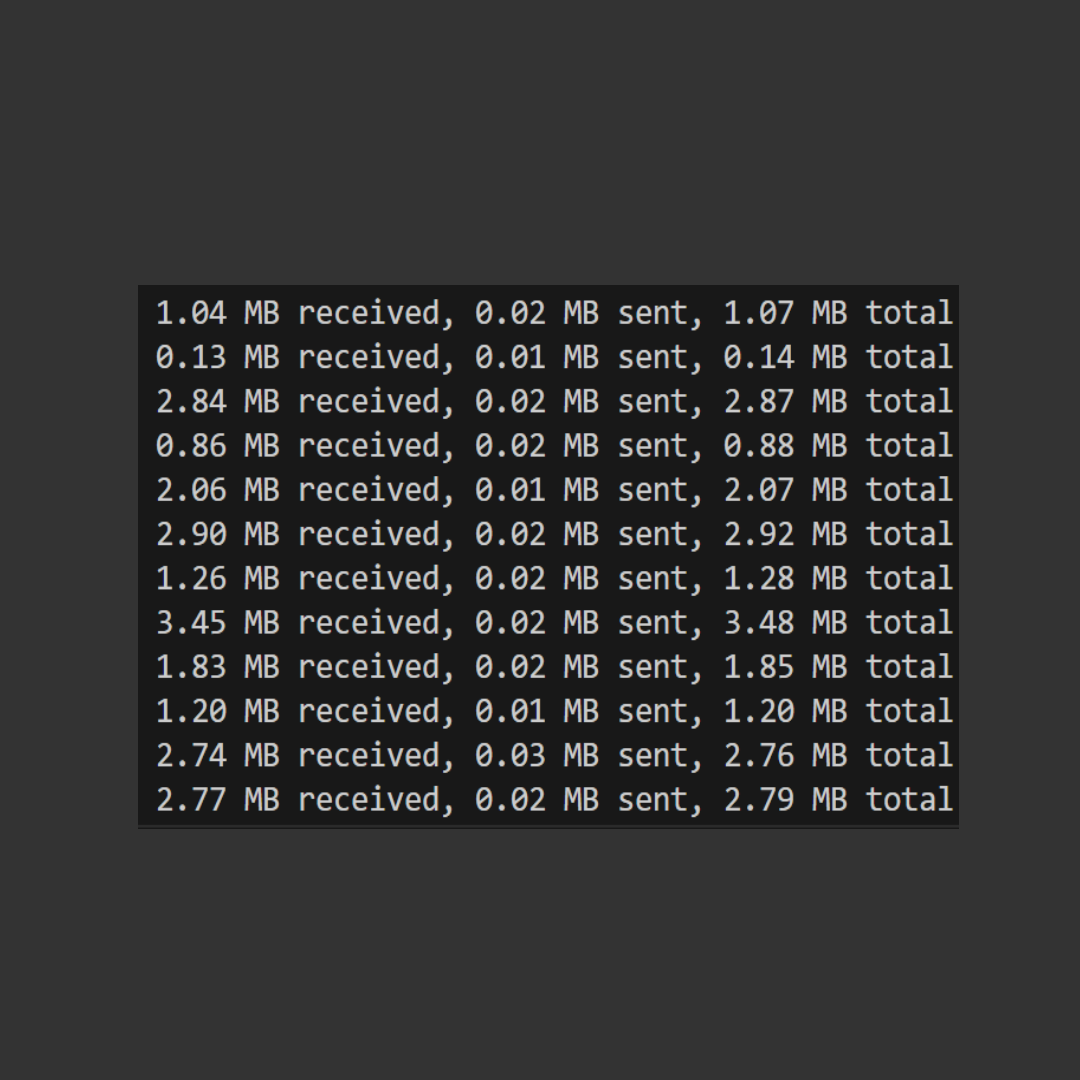 1.04 MB received, 0.02 MB sent, 1.07 MB total
0.13 MB received, 0.01 MB sent, 0.14 MB total
2.84 MB received, 0.02 MB sent, 2.87 MB total
0.86 MB received, 0.02 MB sent, 0.88 MB total
2.06 MB received, 0.01 MB sent, 2.07 MB total
2.90 MB received, 0.02 MB sent, 2.92 MB total
1.26 MB received, 0.02 MB sent, 1.28 MB total
3.45 MB received, 0.02 MB sent, 3.48 MB total
1.83 MB received, 0.02 MB sent, 1.85 MB total
1.20 MB received, 0.01 MB sent, 1.20 MB total
2.74 MB received, 0.03 MB sent, 2.76 MB total
2.77 MB received, 0.02 MB sent, 2.79 MB total